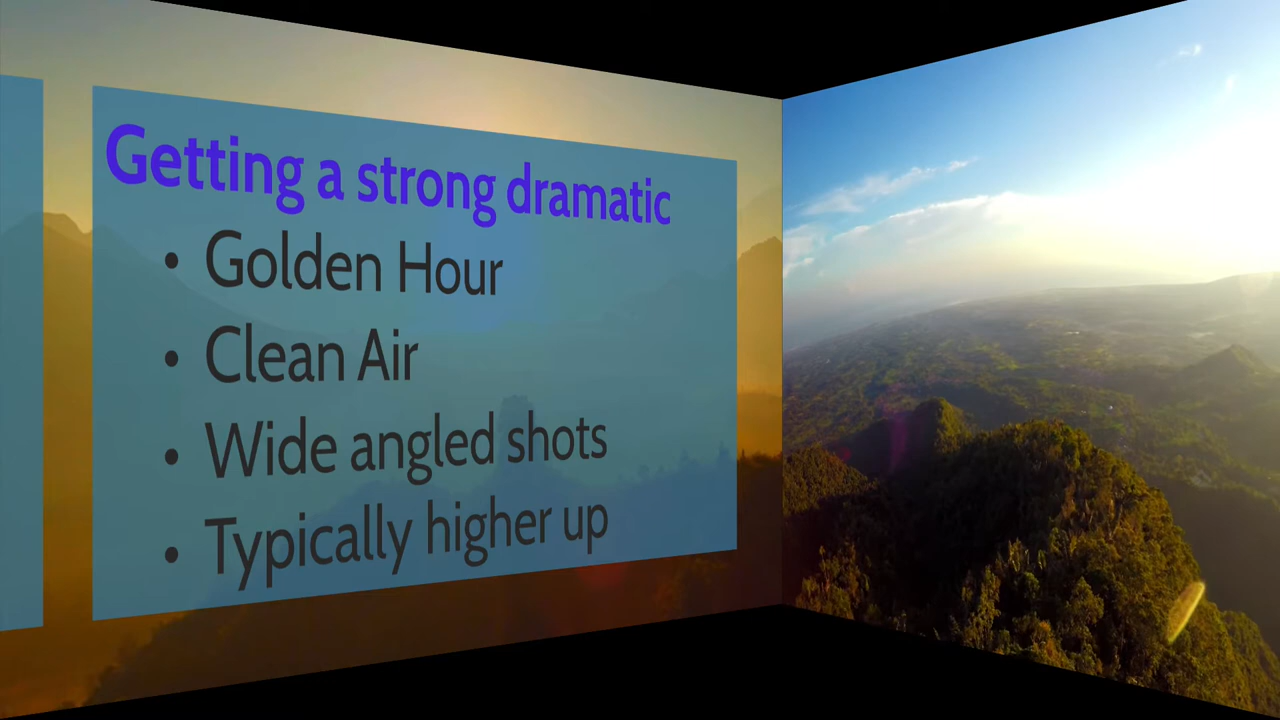 Getting a strong dramatic
• Golden Hour
• Clean Air
• Wide angled shots
• Typically higher up